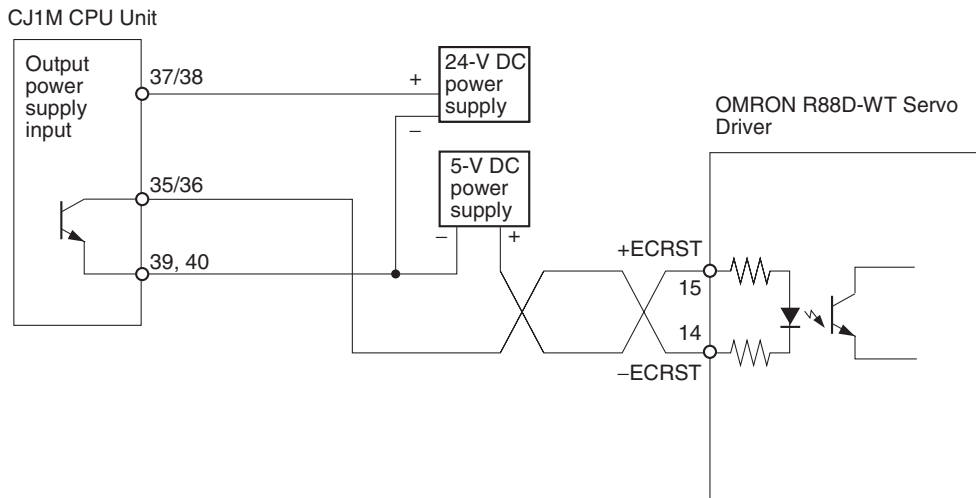 CJ1M CPU Unit
Output
power
supply
input
37/38
+
24-V DC
power
supply
−
OMRON R88D-WT Servo
Driver
35/36
5-V DC
power
supply
−
+
39, 40
+ECRST
15
14
−ECRST